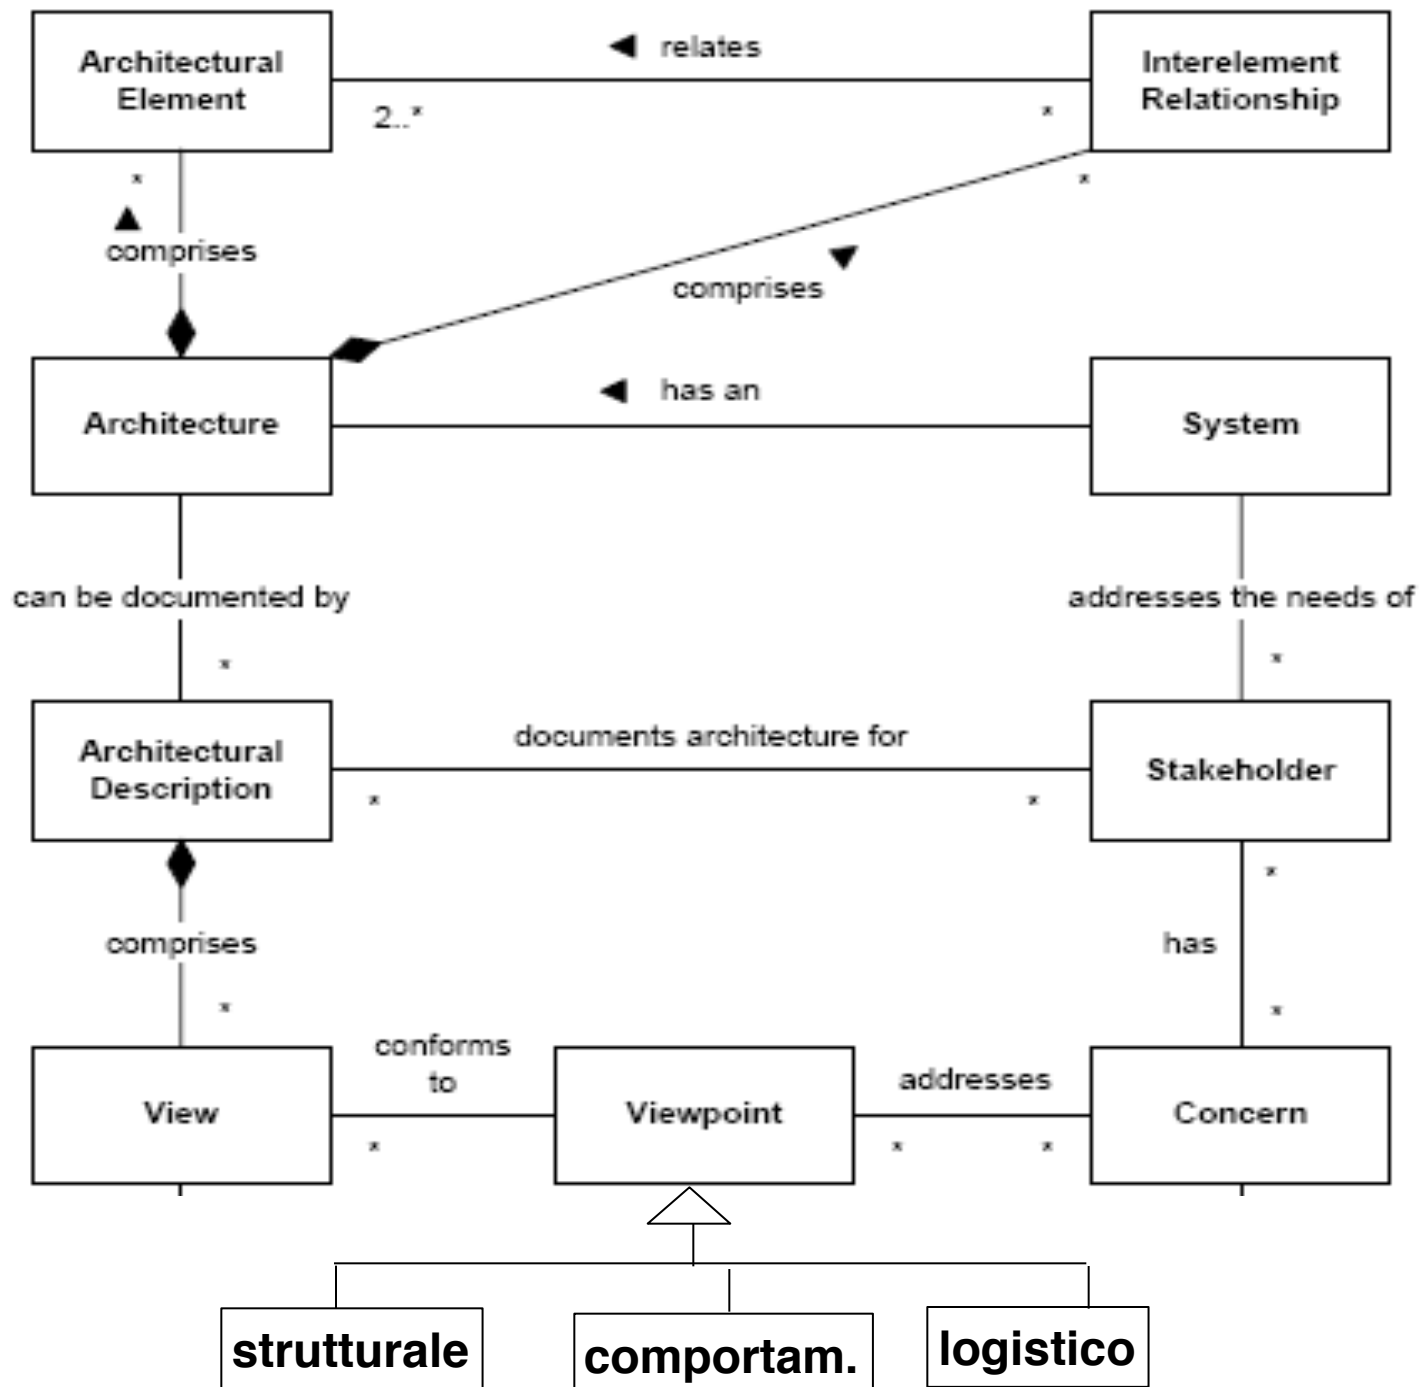 Architectural
Element
◄ relates
Interelement
Relationship
2..*
*
*
*
▲
comprises
comprises
Architecture
◄ has an
System
can be documented by
addresses the needs of
*
*
Architectural
Description
documents architecture for
Stakeholder
*
*
*
comprises
has
*
*
conforms
to
addresses
View
Viewpoint
Concern
*
*
*
strutturale
comportam.
logistico